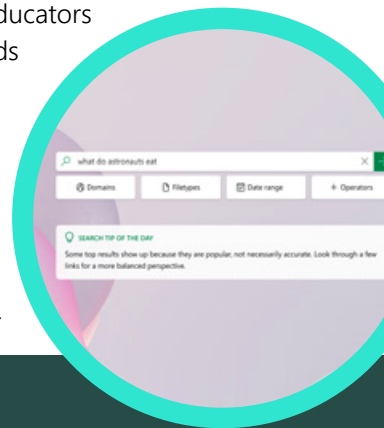 ducators
ds
what do astronauts eat
Domains Filetypes Date range + Operators
SEARCH TIP OF THE DAY
Some top results show up because they are popular, not necessarily accurate. Look through a few
links for a more balanced perspective.
.